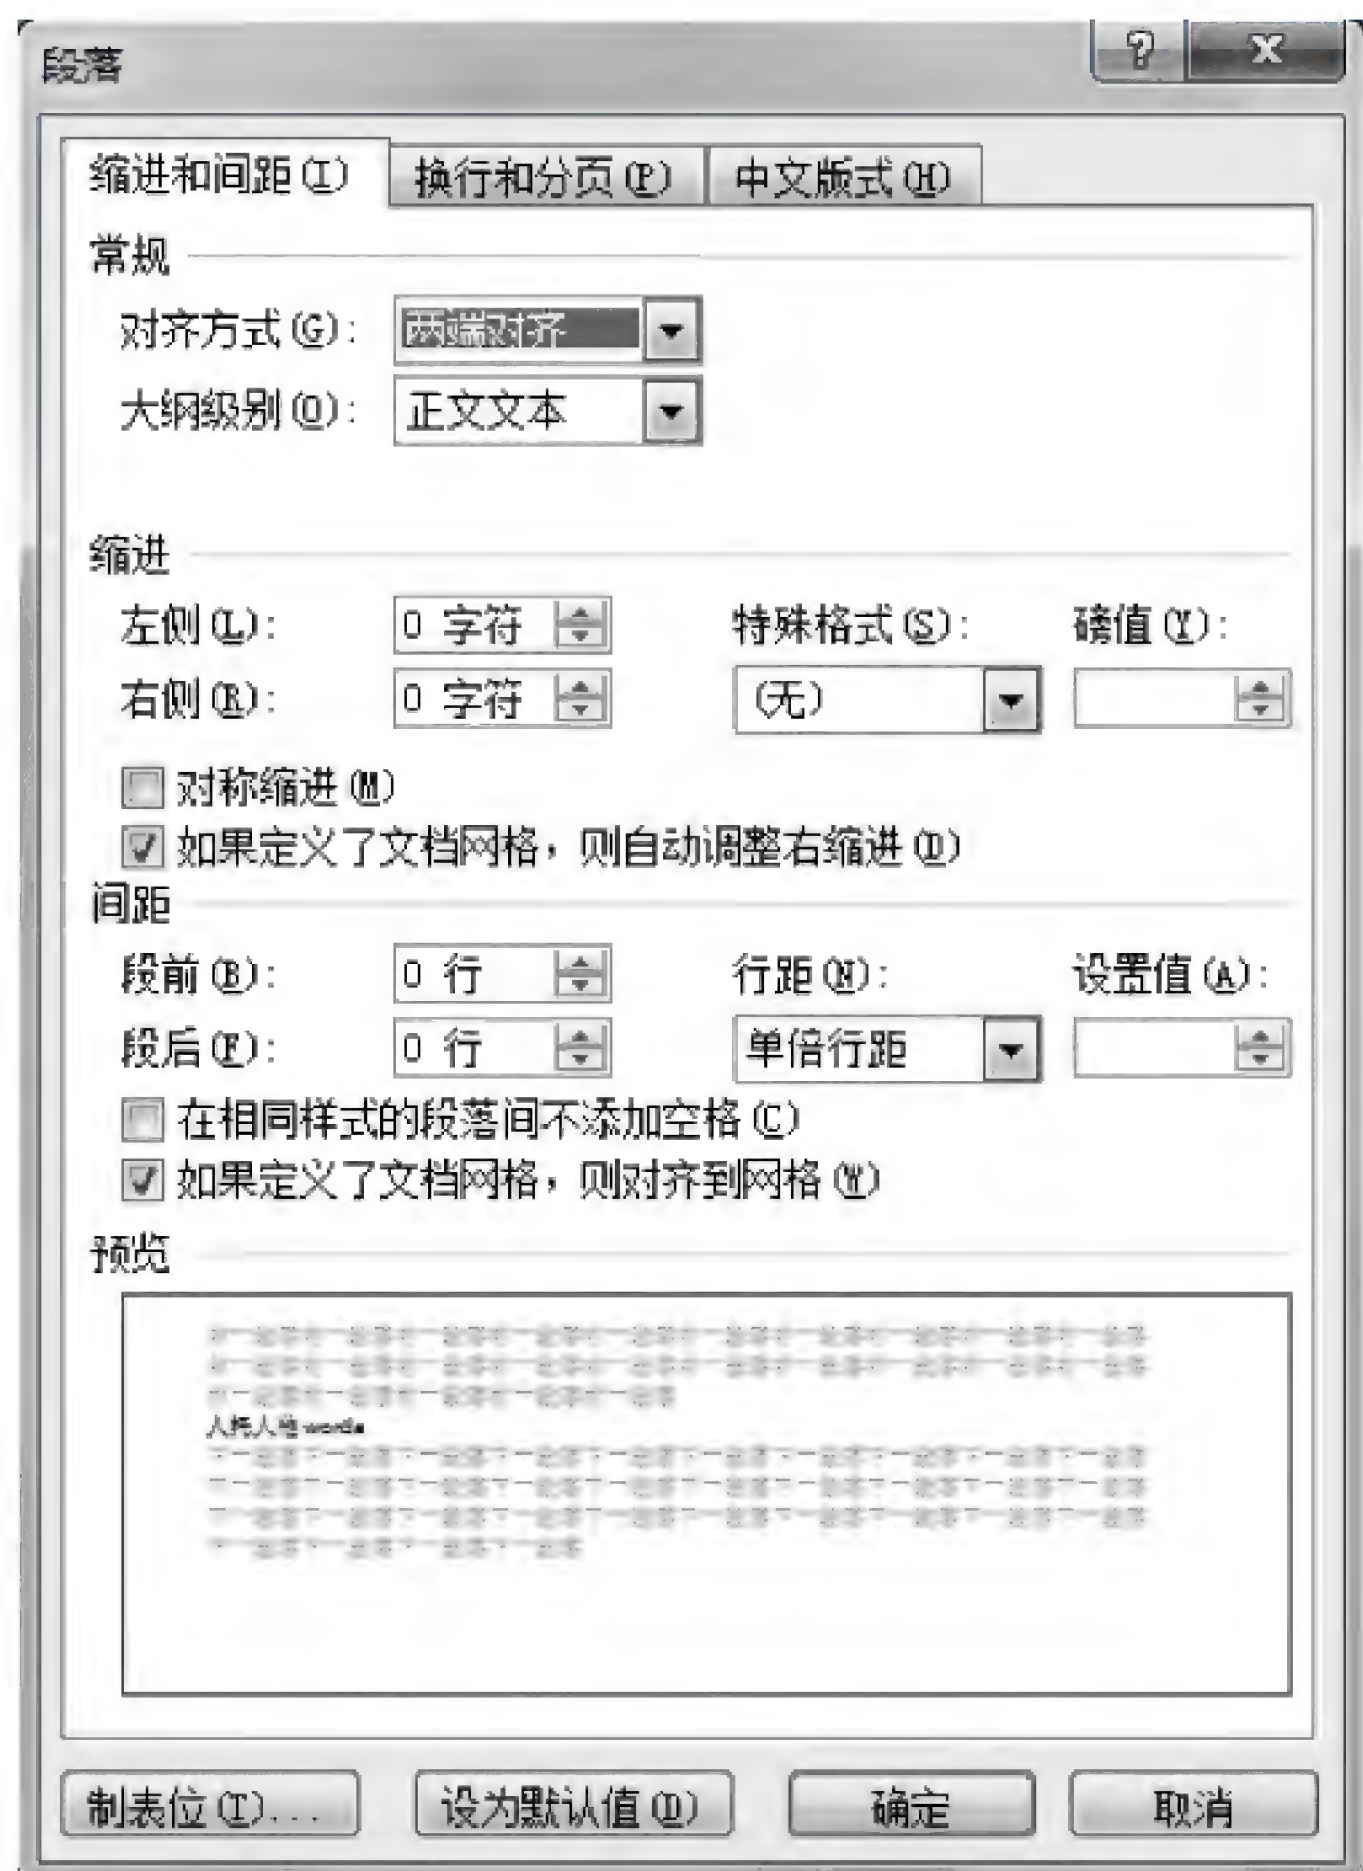 段落
缩进和间距(I) 换行和分页(P) 中文版式(H)
常规
对齐方式(G): 两端对齐
大纲级别(O): 正文文本
缩进
左侧(L): 0 字符 特殊格式(S): 磅值(Y):
右侧(R): 0 字符 (无)
对称缩进(M)
如果定义了文档网格，则自动调整右缩进(D)
间距
段前(B): 0 行 行距(N): 设置值(A):
段后(F): 0 行 单倍行距
在相同样式的段落间不添加空格(C)
如果定义了文档网格，则对齐到网格(W)
预览
words
制表位(T)... 设为默认值(D) 确定 取消